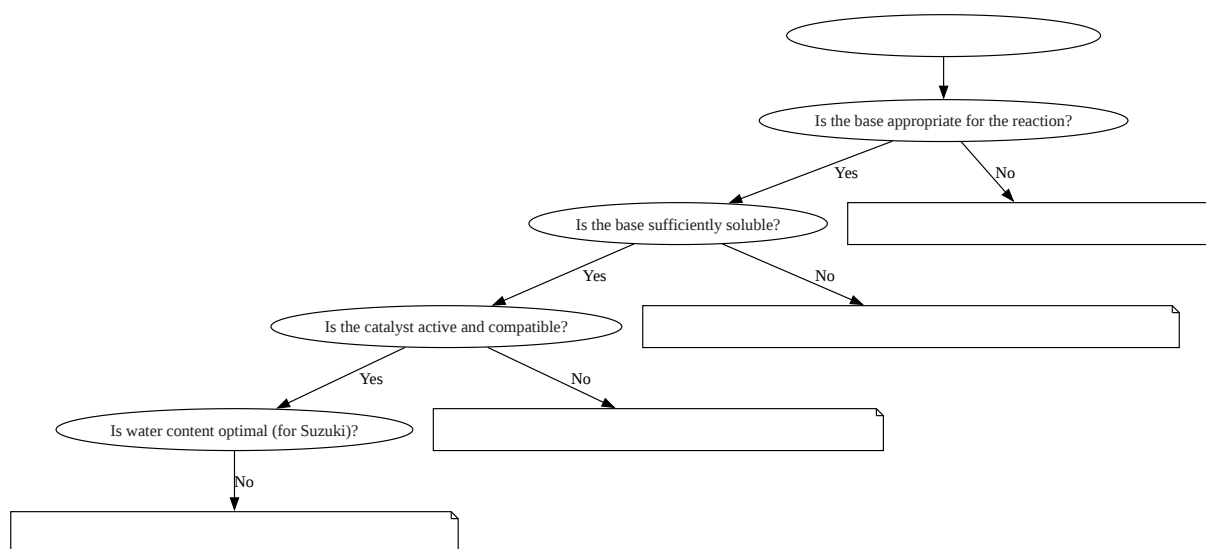 Is the base appropriate for the reaction?
Yes
No
Is the base sufficiently soluble?
Yes
No
Is the catalyst active and compatible?
Yes
No
Is water content optimal (for Suzuki)?
No